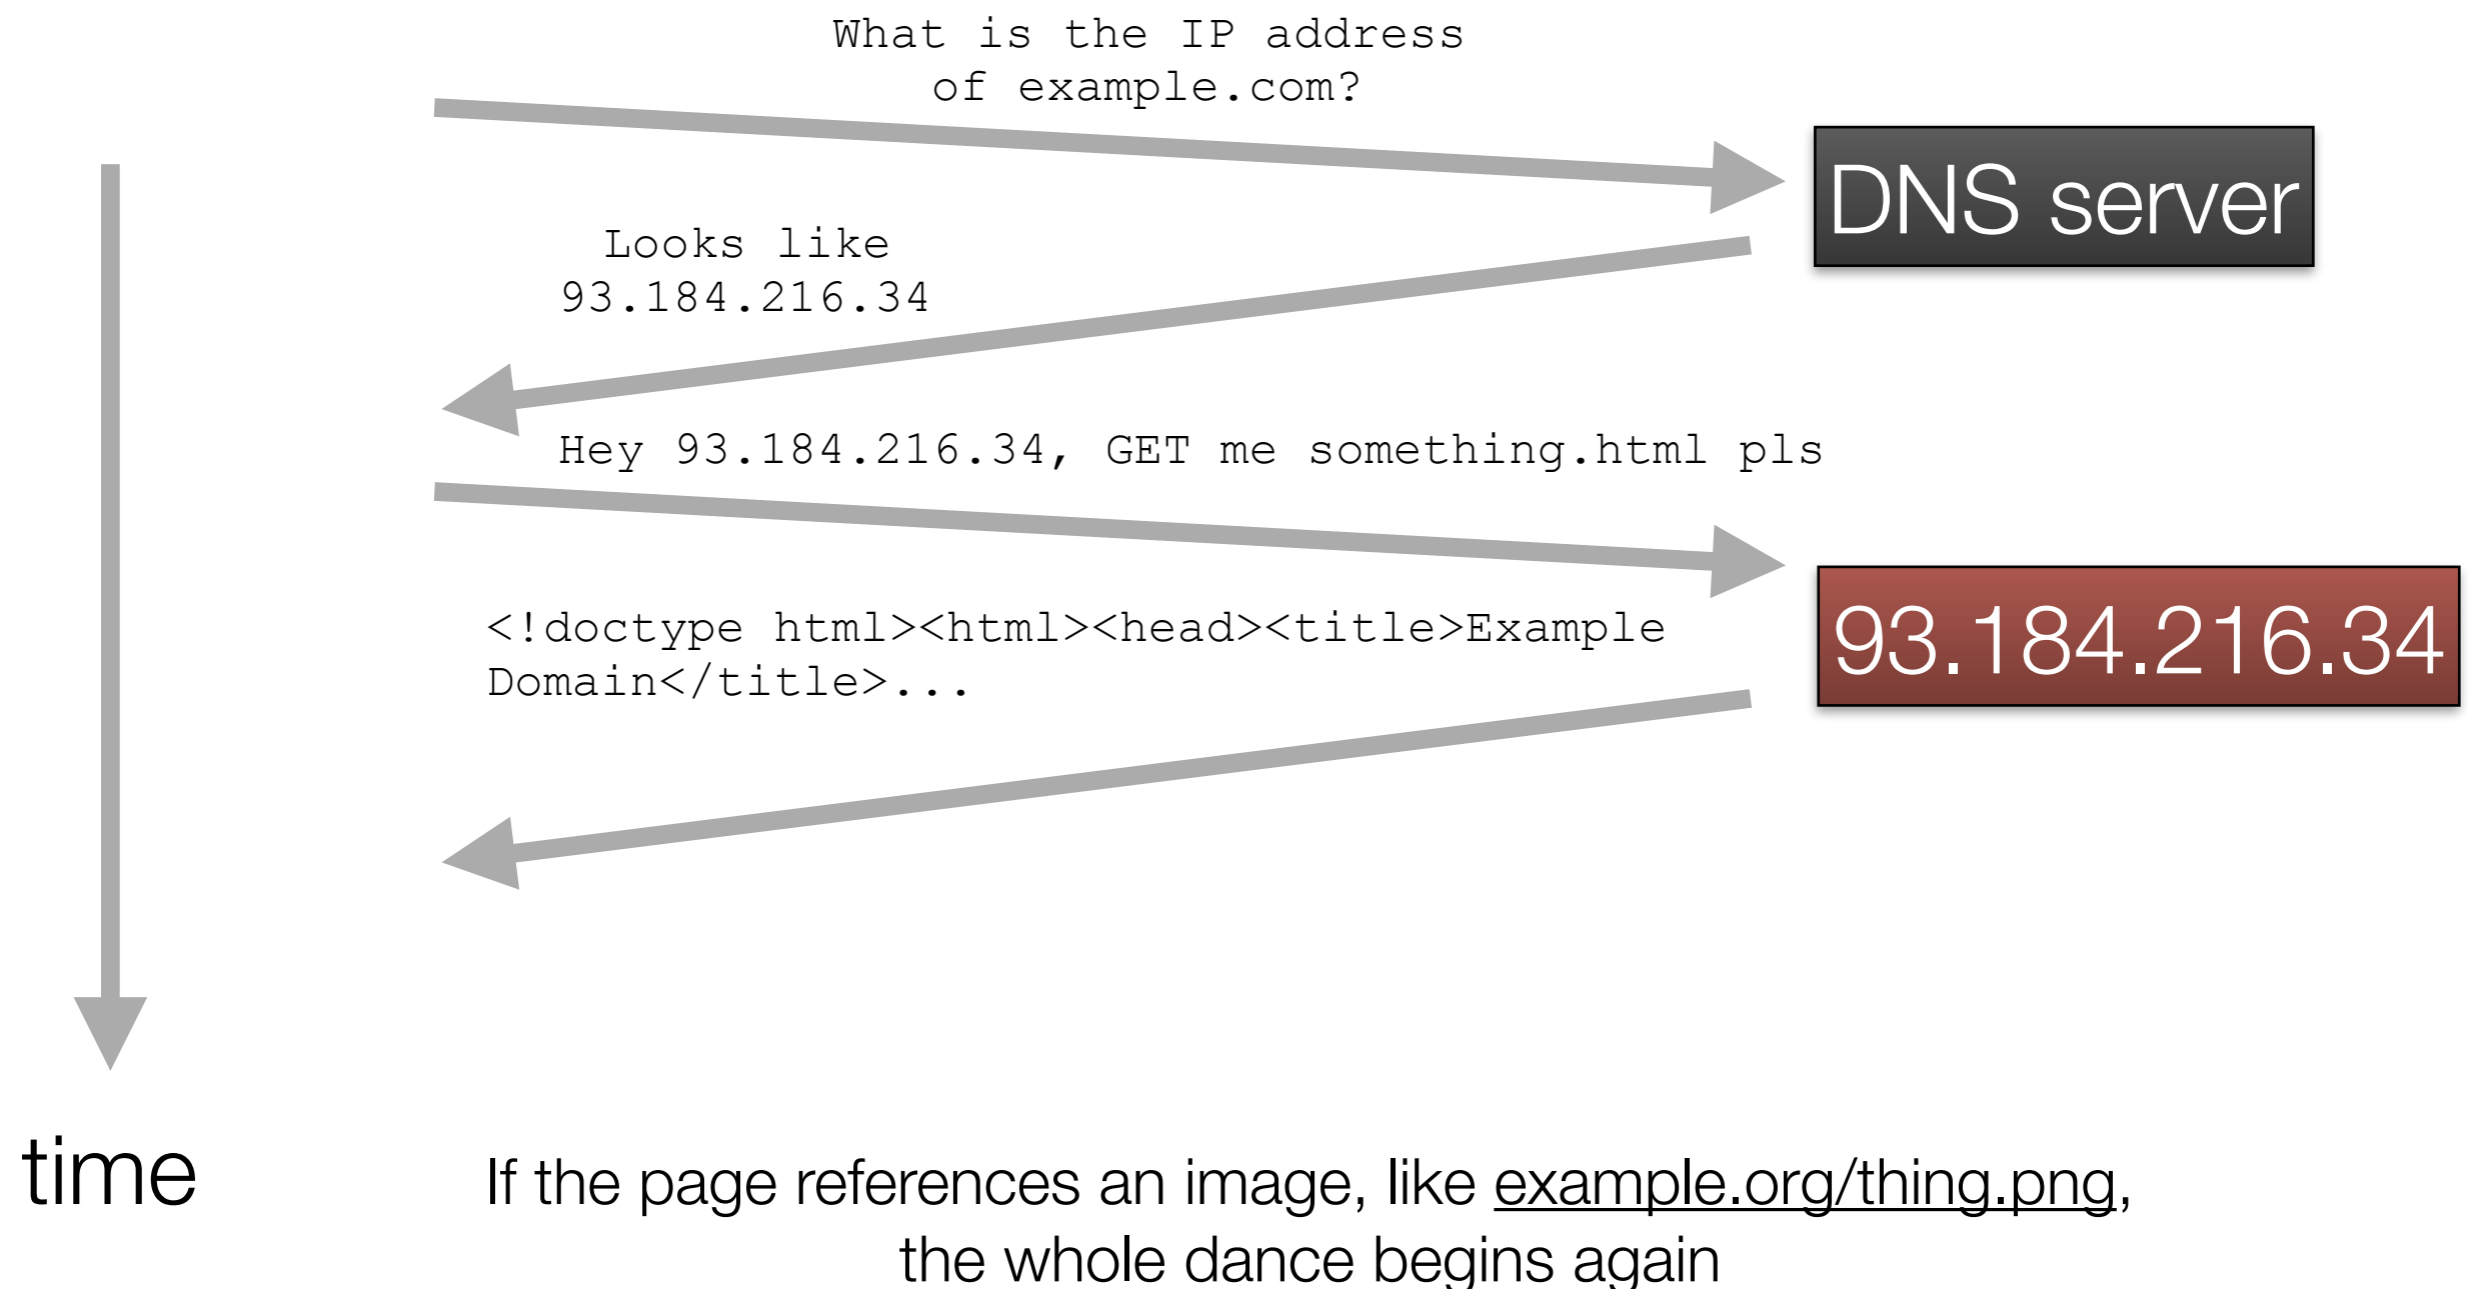 What is the IP address
of example.com?
DNS server
Looks like
93.184.216.34
Hey 93.184.216.34, GET me something.html pls
<!doctype html><html><head><title>Example
Domain</title>...
93.184.216.34
time
If the page references an image, like example.org/thing.png,
the whole dance begins again